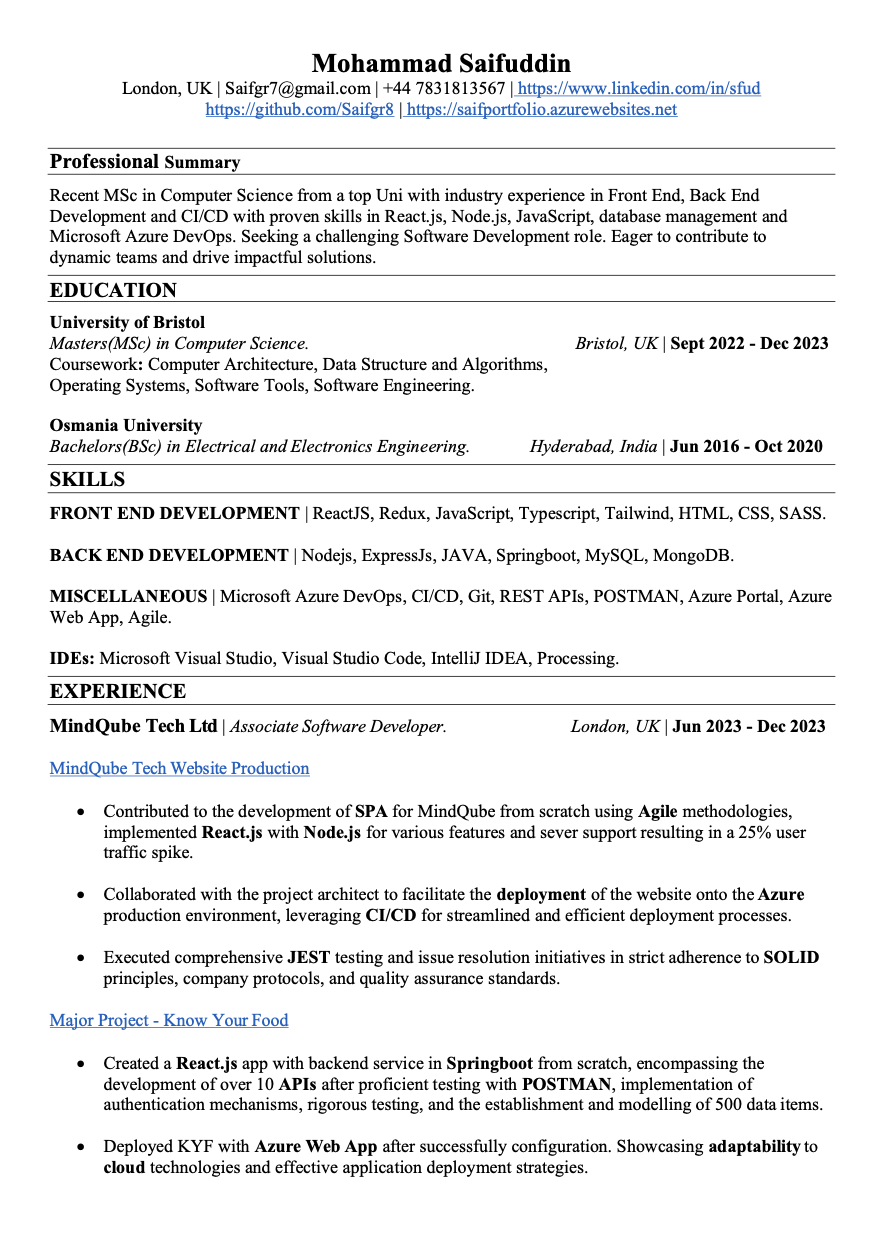 Mohammad Saifuddin
London, UK | Saifgr7@gmail.com | +44 7831813567 | https://www.linkedin.com/in/sfud
https://github.com/Saifgr8 | https://saifportfolio.azurewebsites.net
Professional Summary
Recent MSc in Computer Science from a top Uni with industry experience in Front End, Back End
Development and CI/CD with proven skills in React.js, Node.js, JavaScript, database management and
Microsoft Azure DevOps. Seeking a challenging Software Development role. Eager to contribute to
dynamic teams and drive impactful solutions.
EDUCATION
University of Bristol
Masters(MSc) in Computer Science. Bristol, UK | Sept 2022 - Dec 2023
Coursework: Computer Architecture, Data Structure and Algorithms,
Operating Systems, Software Tools, Software Engineering.
Osmania University
Bachelors(BSc) in Electrical and Electronics Engineering. Hyderabad, India | Jun 2016 - Oct 2020
SKILLS
FRONT END DEVELOPMENT | ReactJS, Redux, JavaScript, Typescript, Tailwind, HTML, CSS, SASS.
BACK END DEVELOPMENT | Nodejs, ExpressJs, JAVA, Springboot, MySQL, MongoDB.
MISCELLANEOUS | Microsoft Azure DevOps, CI/CD, Git, REST APIs, POSTMAN, Azure Portal, Azure
Web App, Agile.
IDEs: Microsoft Visual Studio, Visual Studio Code, IntelliJ IDEA, Processing.
EXPERIENCE
MindQube Tech Ltd | Associate Software Developer. London, UK | Jun 2023 - Dec 2023
MindQube Tech Website Production
• Contributed to the development of SPA for MindQube from scratch using Agile methodologies,
implemented React.js with Node.js for various features and sever support resulting in a 25% user
traffic spike.
• Collaborated with the project architect to facilitate the deployment of the website onto the Azure
production environment, leveraging CI/CD for streamlined and efficient deployment processes.
• Executed comprehensive JEST testing and issue resolution initiatives in strict adherence to SOLID
principles, company protocols, and quality assurance standards.
Major Project - Know Your Food
• Created a React.js app with backend service in Springboot from scratch, encompassing the
development of over 10 APIs after proficient testing with POSTMAN, implementation of
authentication mechanisms, rigorous testing, and the establishment and modelling of 500 data items.
• Deployed KYF with Azure Web App after successfully configuration. Showcasing adaptability to
cloud technologies and effective application deployment strategies.